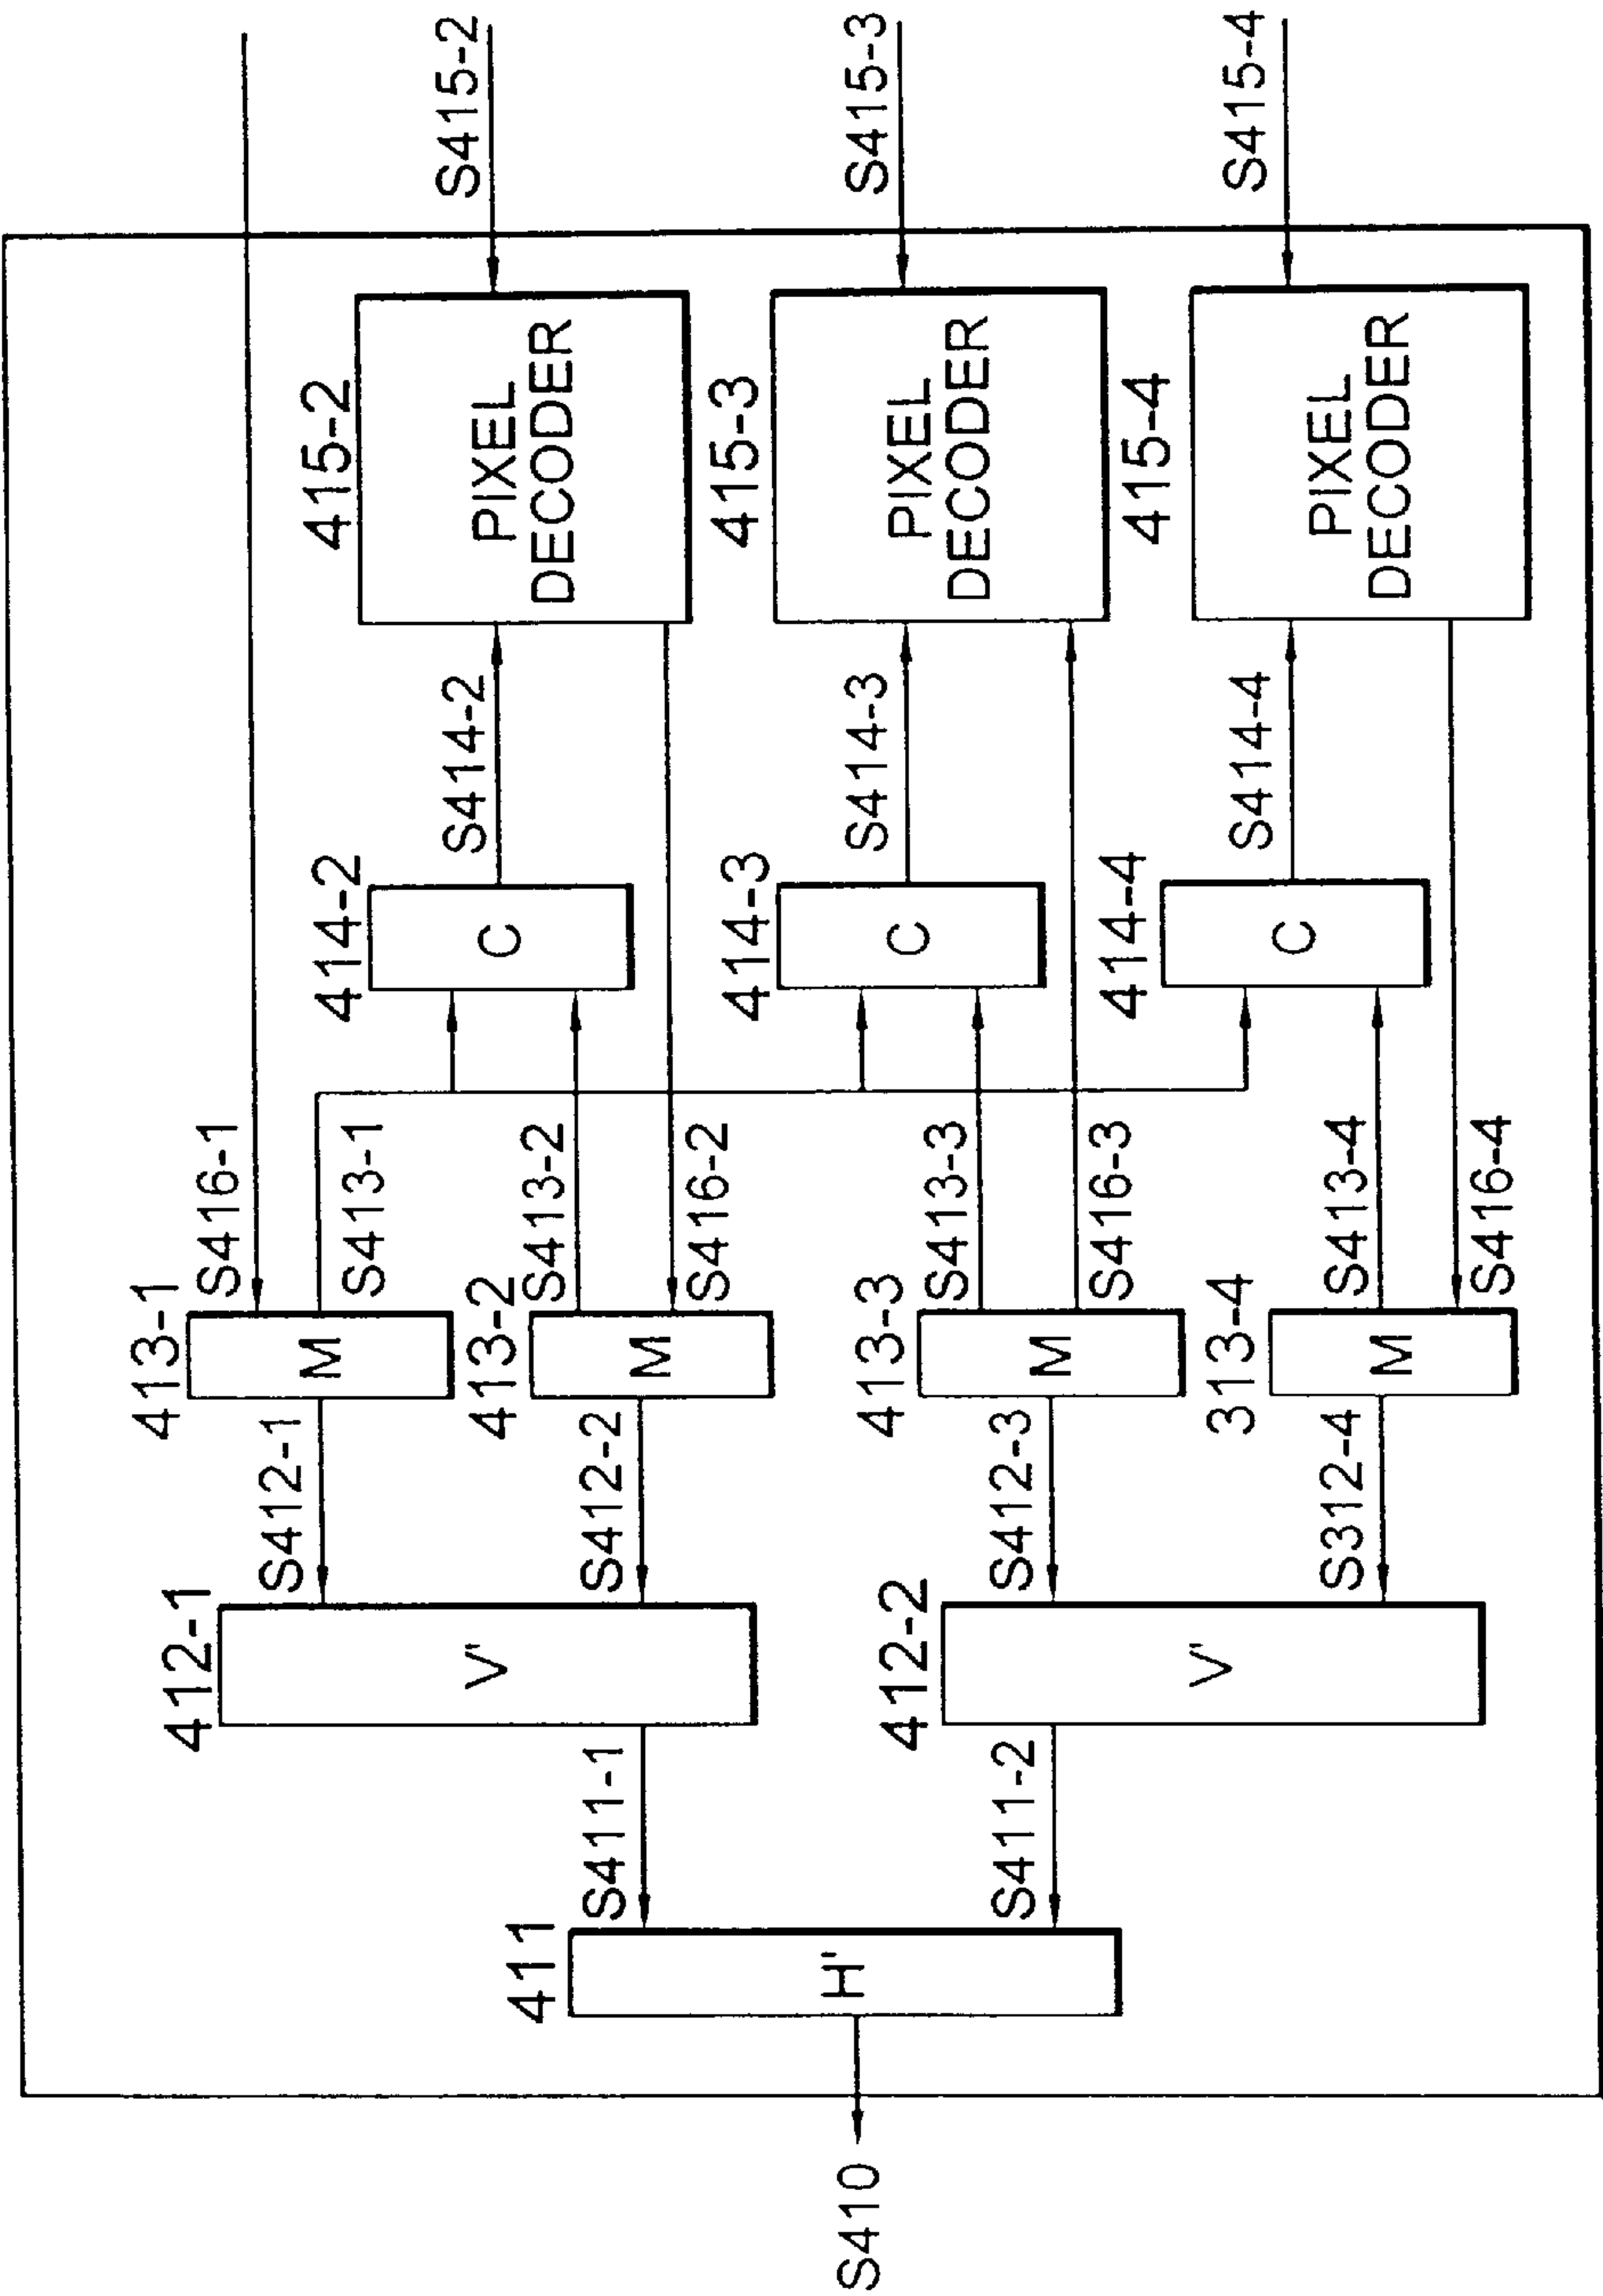 S415-2
S415-3
S415-4
415-2
PIXEL
DECODER
415-3
PIXEL
DECODER
415-4
PIXEL
DECODER
S414-2
S414-3
S414-4
414-2
C
414-3
C
414-4
C
S416-1
S413-1
S413-2
S416-2
S413-3
S416-3
S413-4
S416-4
413-1
M
413-2
M
413-3
M
313-4
M
S412-1
S412-2
S412-3
S312-4
412-1
V'
412-2
V'
S411-1
S411-2
411
H'
S410